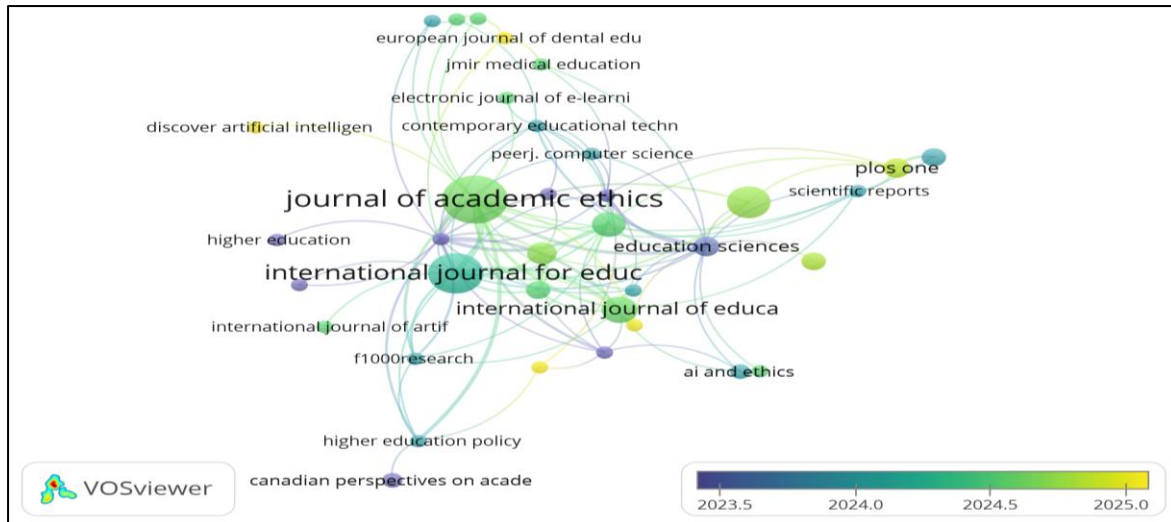 european journal of dental edu
jmir medical education
electronic journal of e-learni
discover artificial intelligen
contemporary educational techn
peerj. computer science
plos one
scientific reports
journal of academic ethics
higher education
education sciences
international journal for educ
international journal of educa
international journal of artif
f1000research
ai and ethics
higher education policy
canadian perspectives on acade
VOSviewer
2023.5 2024.0 2024.5 2025.0